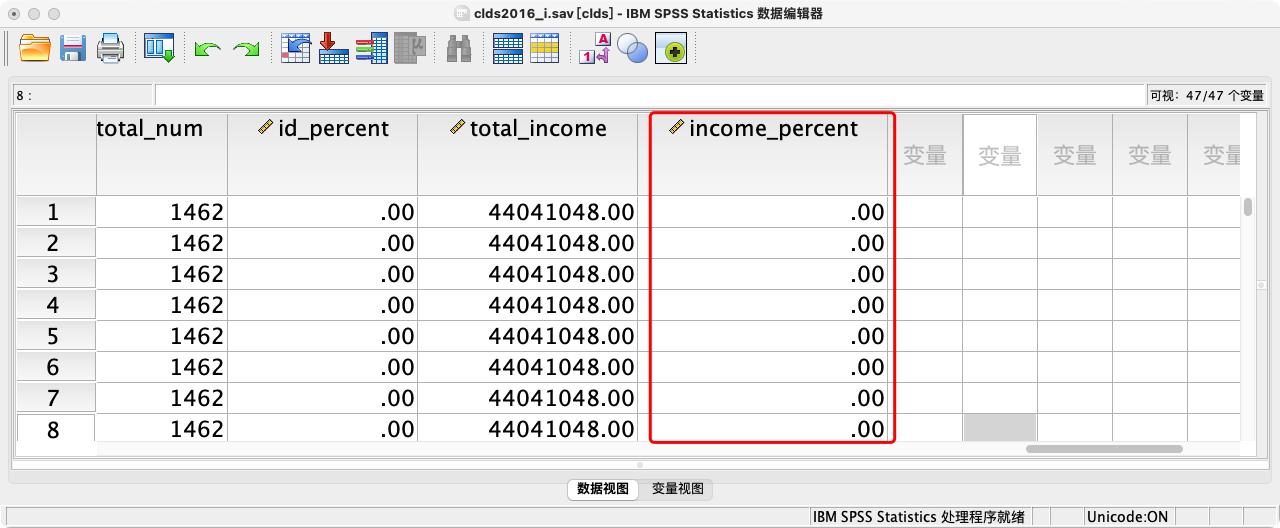 clds2016_i.sav [clds] - IBM SPSS Statistics 数据编辑器
8 :
可视: 47/47 个变量
total_num id_percent total_income income_percent 变量 变量 变量 变量 变量
1 1462 .00 44041048.00 .00
2 1462 .00 44041048.00 .00
3 1462 .00 44041048.00 .00
4 1462 .00 44041048.00 .00
5 1462 .00 44041048.00 .00
6 1462 .00 44041048.00 .00
7 1462 .00 44041048.00 .00
8 1462 .00 44041048.00 .00
数据视图 变量视图
IBM SPSS Statistics 处理程序就绪 Unicode:ON